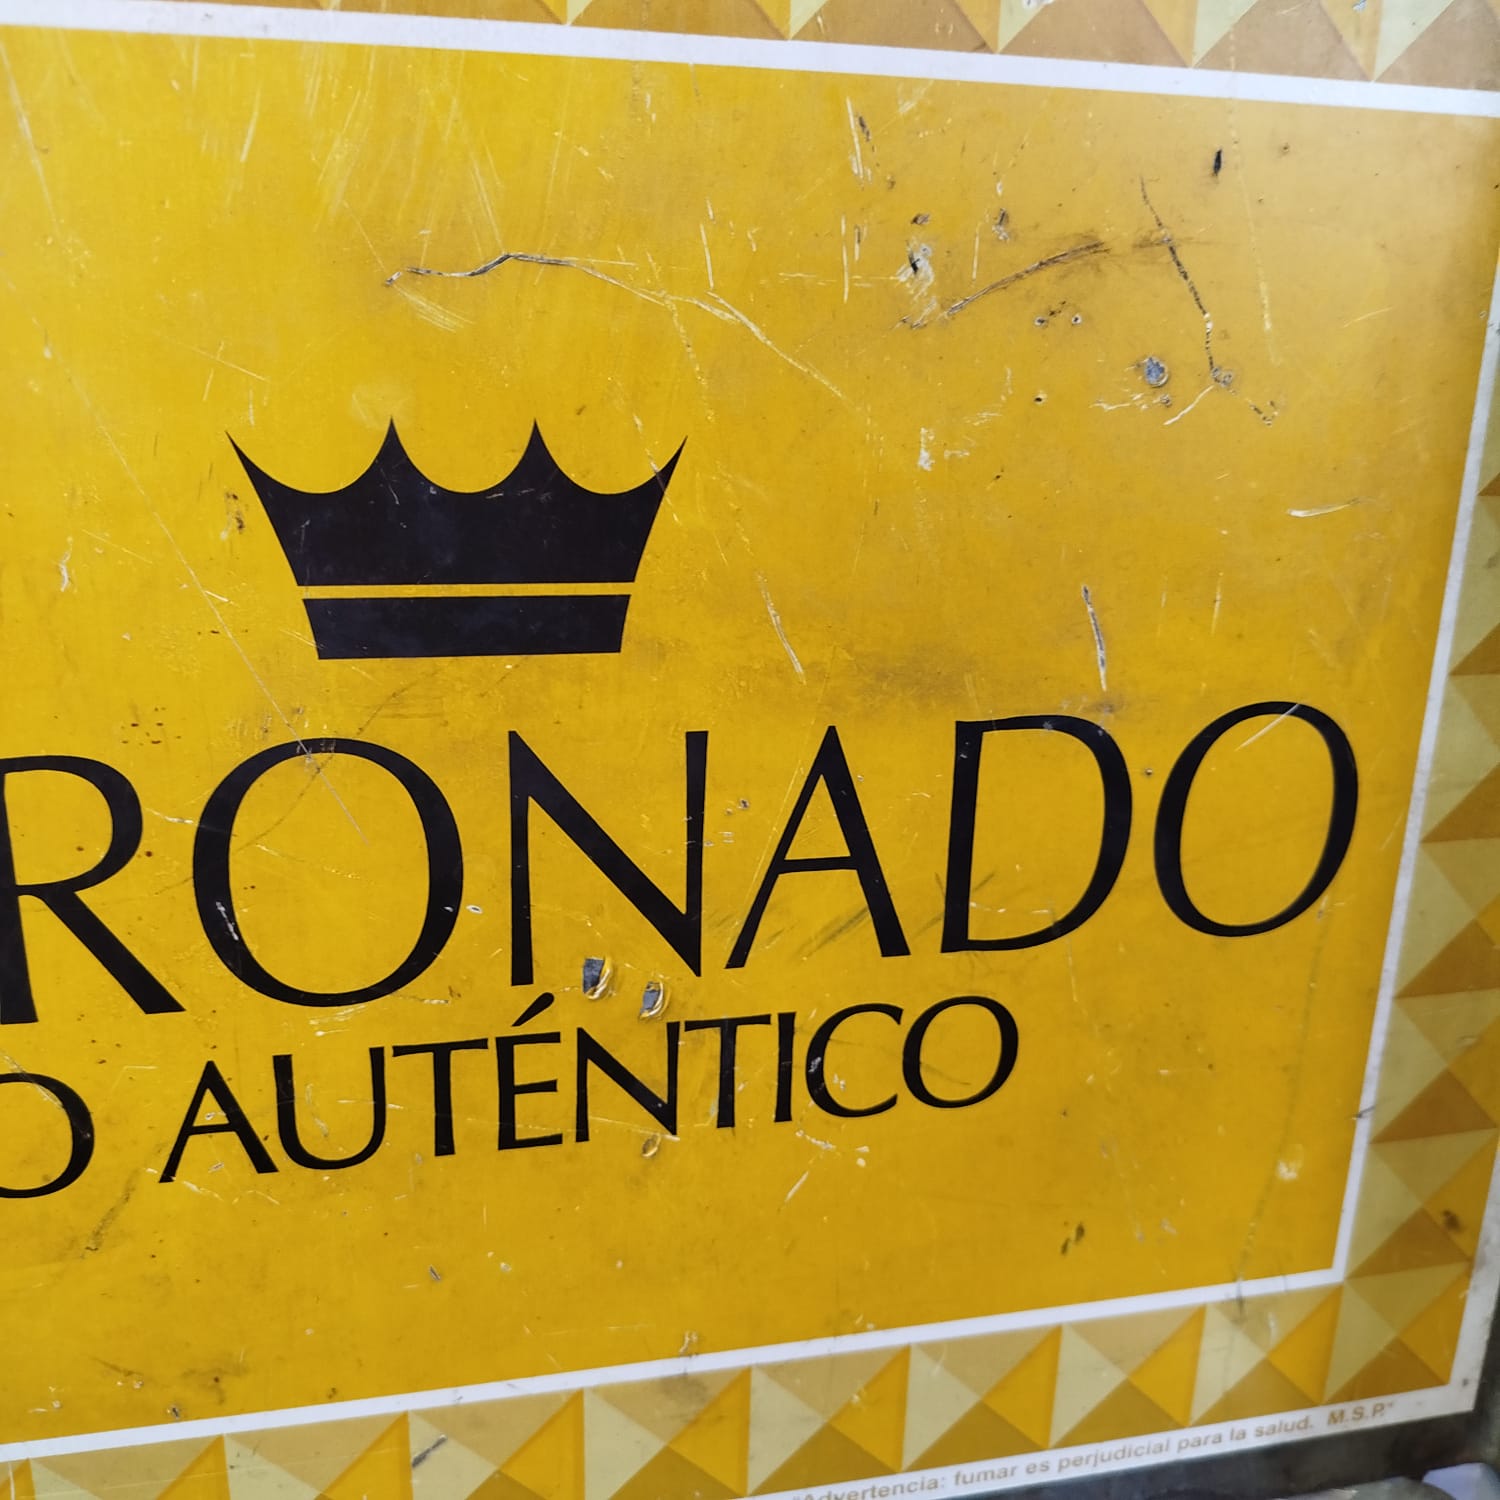 RONADO
O AUTÉNTICO
"Advertencia: fumar es perjudicial para la salud. M.S.P."